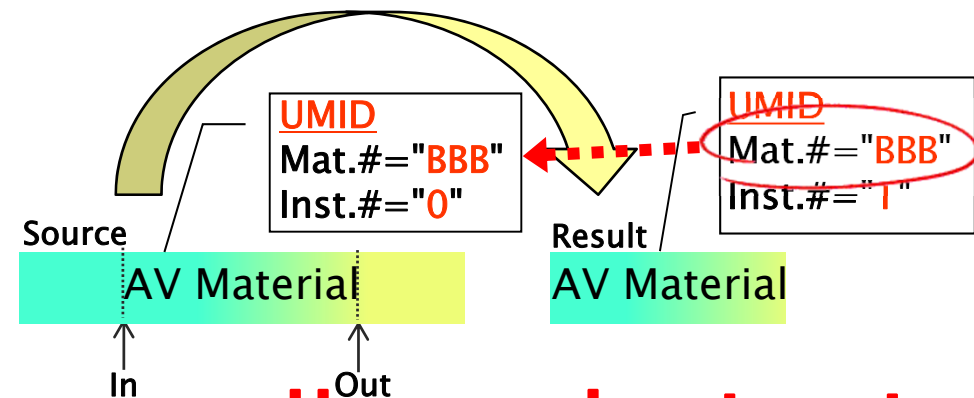 UMID
Mat.#="BBB"
Inst.#="0"
UMID
Mat.#="BBB"
Inst.#="1"
Source
Result
AV Material
AV Material
In
Out